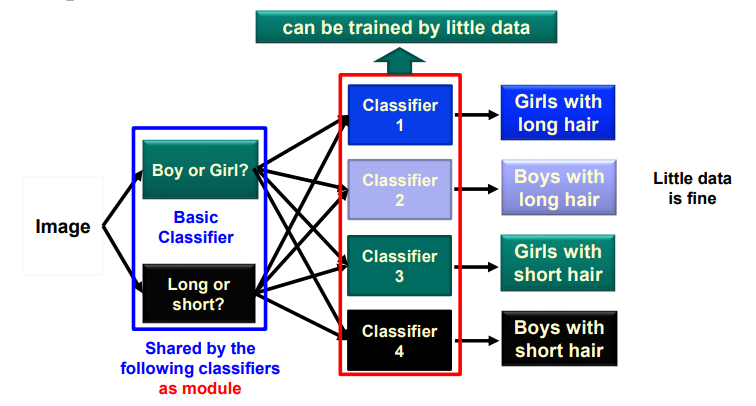 can be trained by little data
Image
Boy or Girl?
Basic
Classifier
Long or
short?
Shared by the
following classifiers
as module
Classifier
1
Classifier
2
Classifier
3
Classifier
4
Girls with
long hair
Boys with
long hair
Girls with
short hair
Boys with
short hair
Little data
is fine